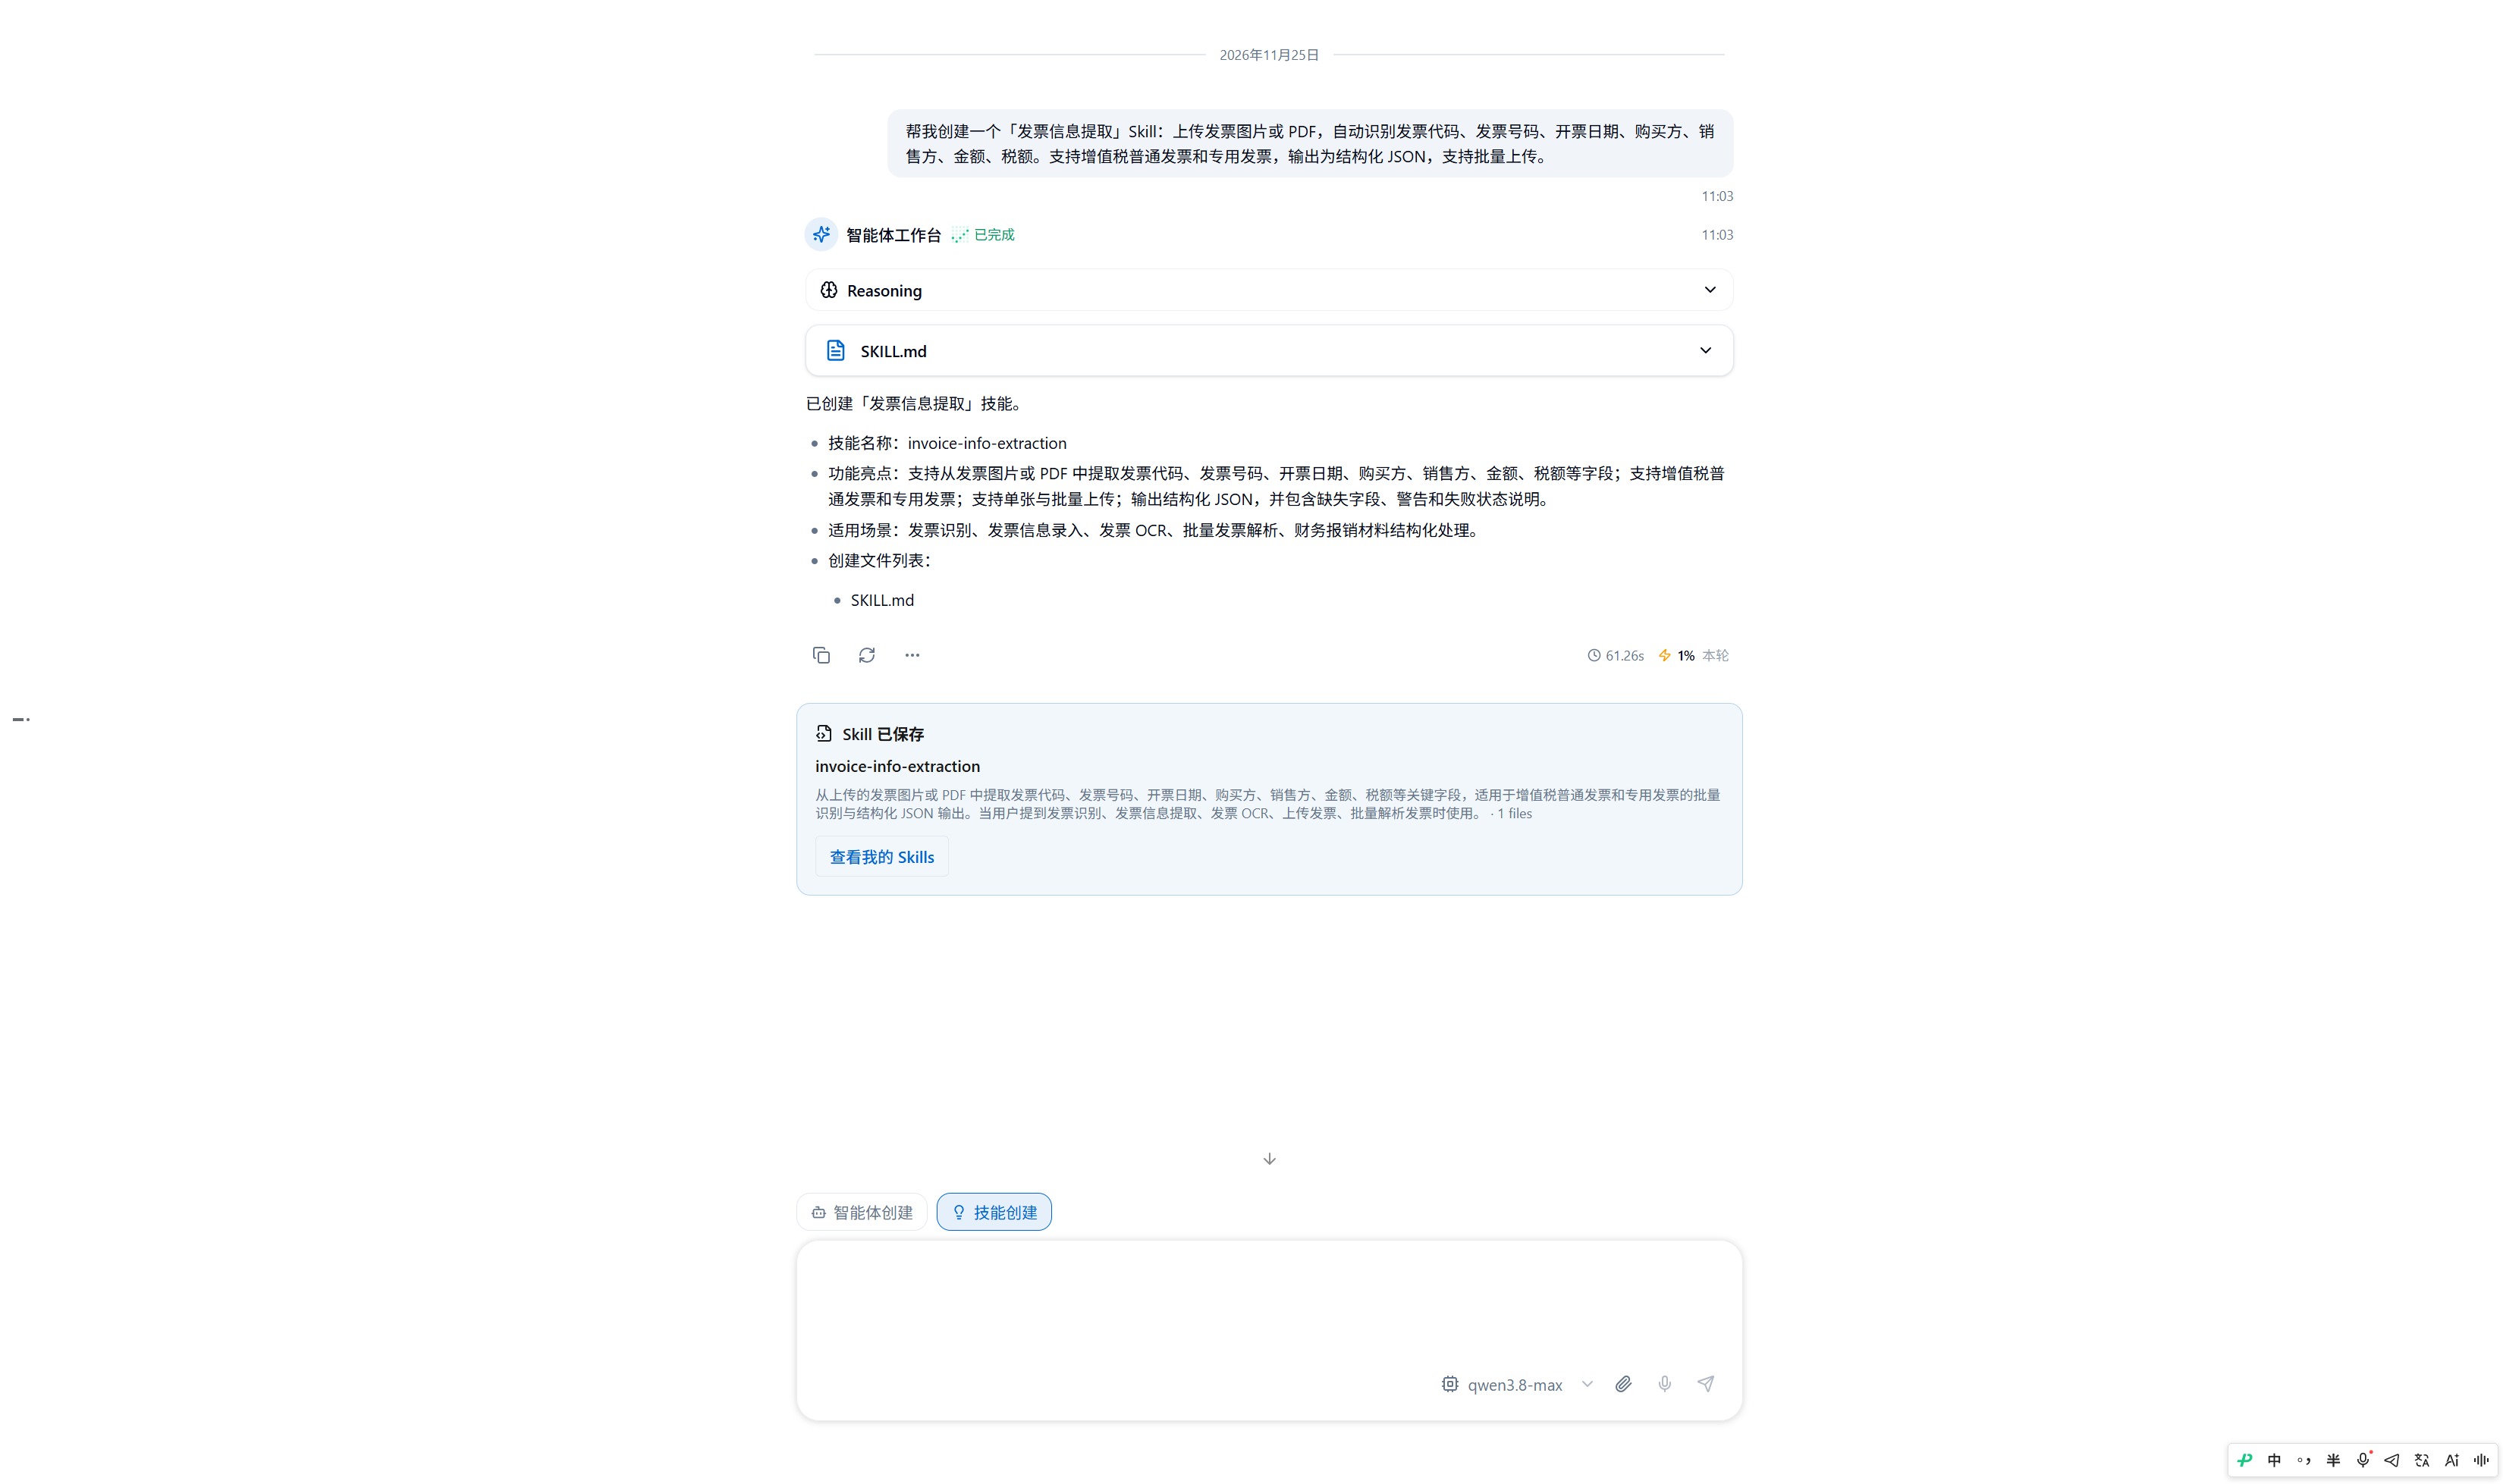 2026年11月25日
帮我创建一个「发票信息提取」Skill：上传发票图片或 PDF，自动识别发票代码、发票号码、开票日期、购买方、销
售方、金额、税额。支持增值税普通发票和专用发票，输出为结构化 JSON，支持批量上传。
11:03
智能体工作台 已完成 11:03
Reasoning
SKILL.md
已创建「发票信息提取」技能。
技能名称：invoice-info-extraction
功能亮点：支持从发票图片或 PDF 中提取发票代码、发票号码、开票日期、购买方、销售方、金额、税额等字段；支持增值税普
通发票和专用发票；支持单张与批量上传；输出结构化 JSON，并包含缺失字段、警告和失败状态说明。
适用场景：发票识别、发票信息录入、发票 OCR、批量发票解析、财务报销材料结构化处理。
创建文件列表：
SKILL.md
61.26s 1% 本轮
Skill 已保存
invoice-info-extraction
从上传的发票图片或 PDF 中提取发票代码、发票号码、开票日期、购买方、销售方、金额、税额等关键字段，适用于增值税普通发票和专用发票的批量
识别与结构化 JSON 输出。当用户提到发票识别、发票信息提取、发票 OCR、上传发票、批量解析发票时使用。 · 1 files
查看我的 Skills
智能体创建 技能创建
qwen3.8-max
中 半